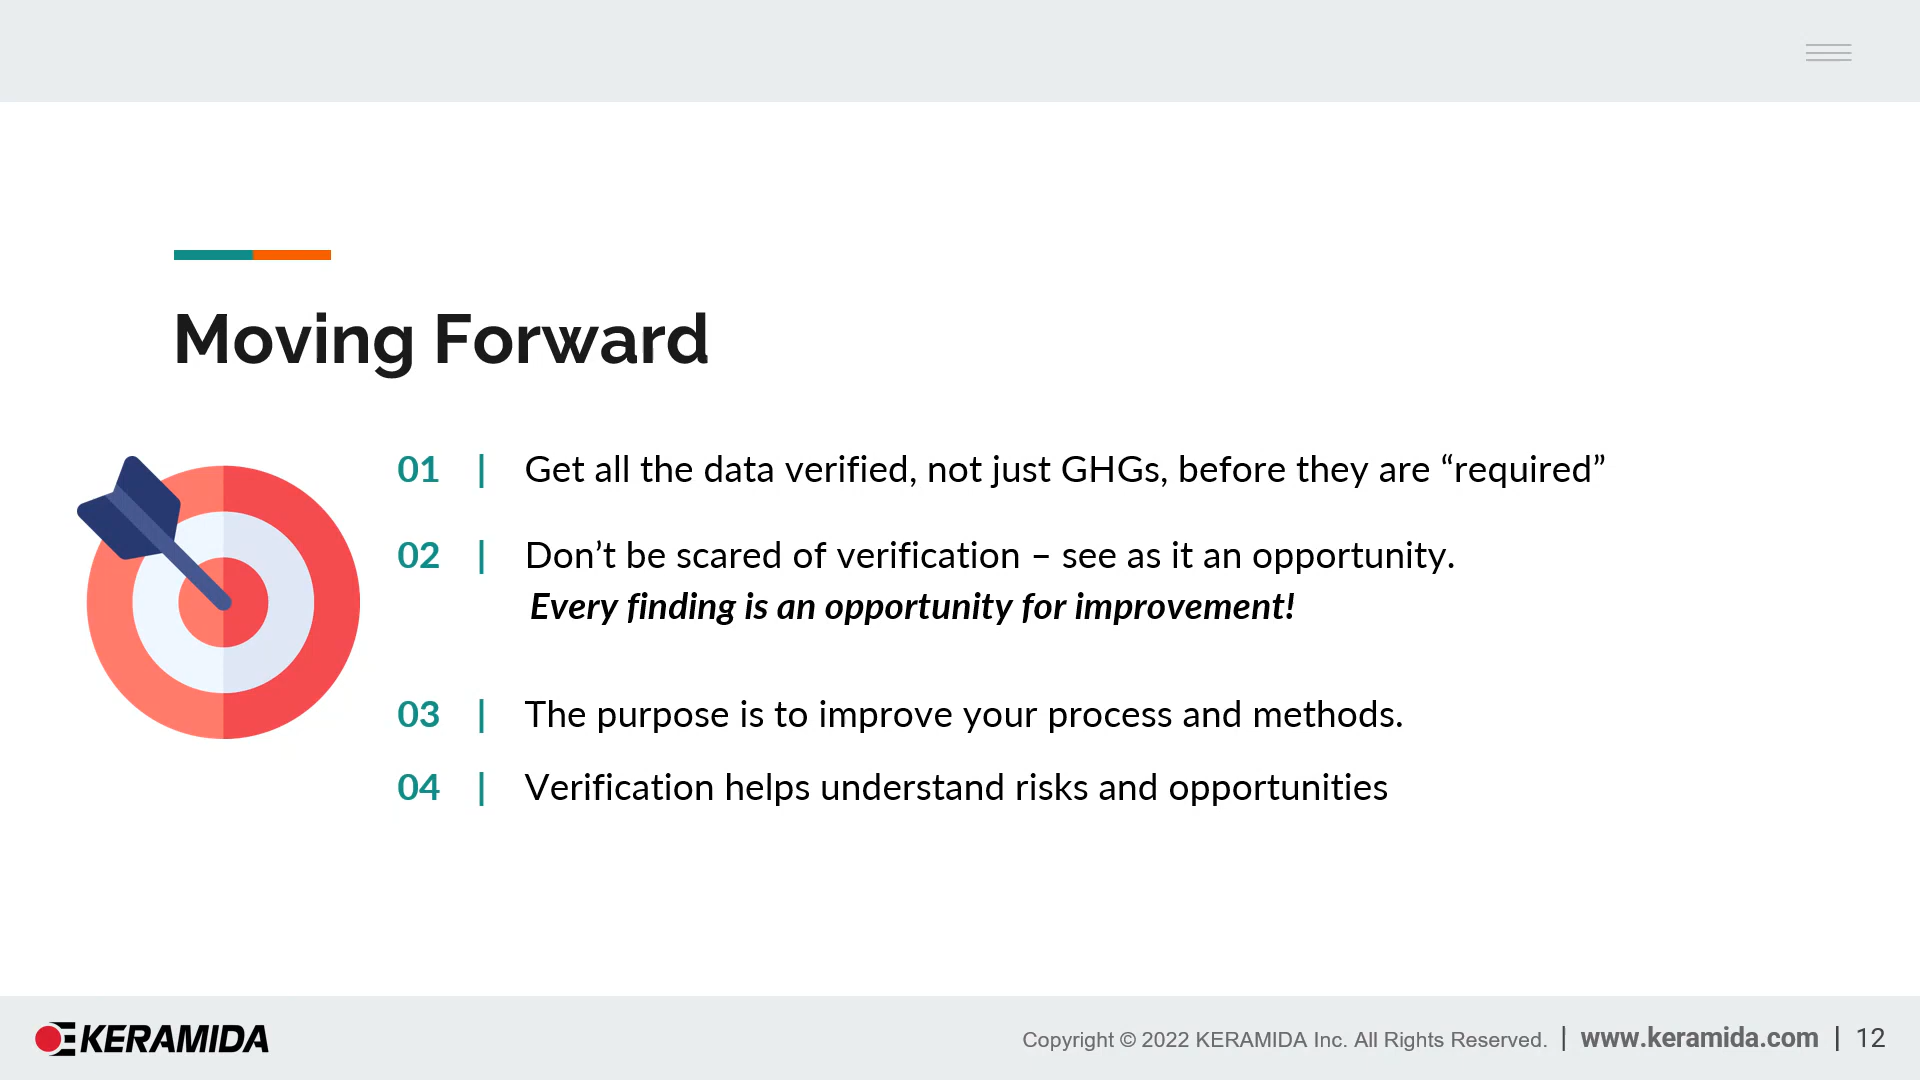 Moving Forward
01 | Get all the data verified, not just GHGs, before they are “required”
02 | Don’t be scared of verification – see as it an opportunity.
Every finding is an opportunity for improvement!
03 | The purpose is to improve your process and methods.
04 | Verification helps understand risks and opportunities
KERAMIDA
Copyright © 2022 KERAMIDA Inc. All Rights Reserved. | www.keramida.com | 12